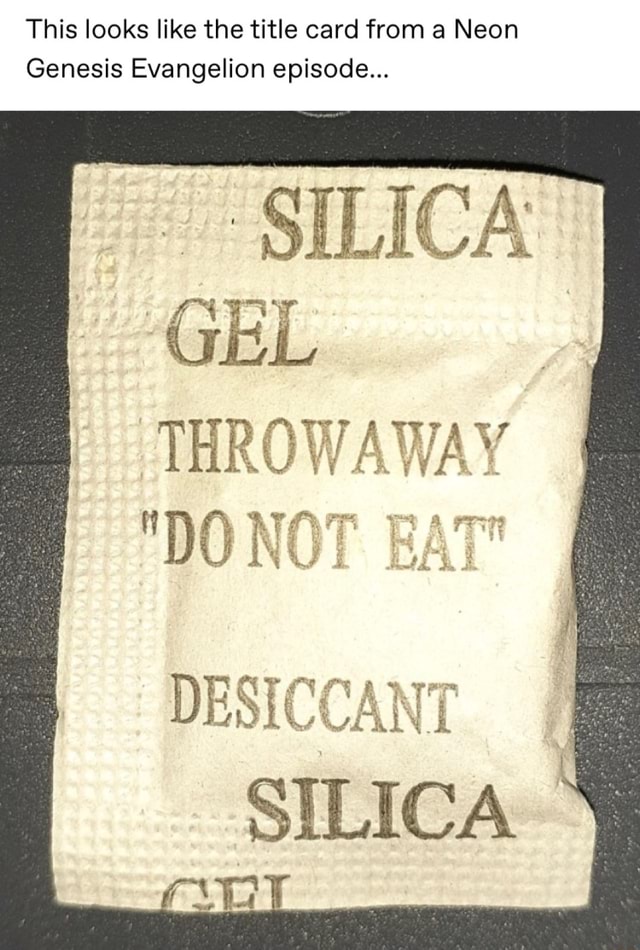 This looks like the title card from a Neon
Genesis Evangelion episode...
SILICA
GEL
THROWAWAY
"DO NOT EAT"
DESICCANT
SILICA
GEL